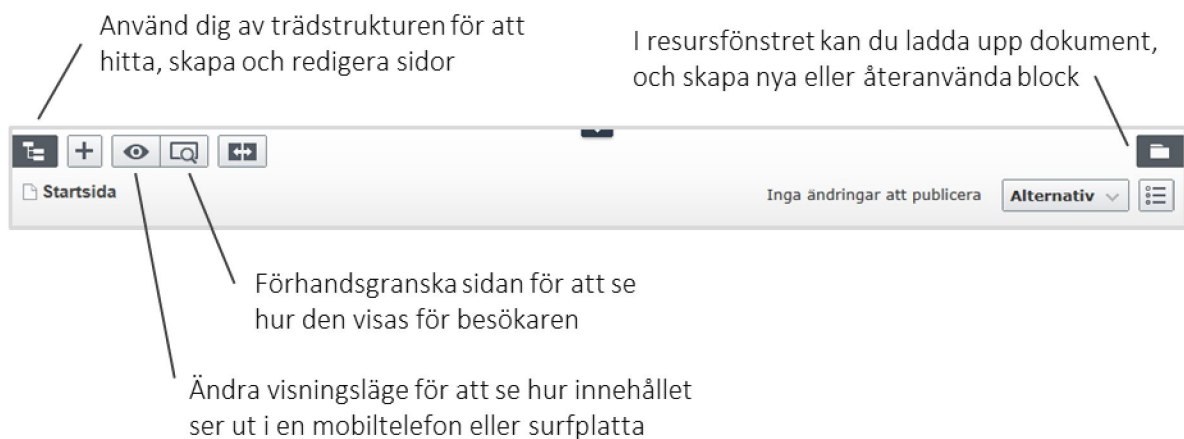 Använd dig av trädstrukturen för att
hitta, skapa och redigera sidor
I resursfönstret kan du ladda upp dokument,
och skapa nya eller återanvända block
Startsida
Inga ändringar att publicera
Alternativ
Förhandsgranska sidan för att se
hur den visas för besökaren
Ändra visningsläge för att se hur innehållet
ser ut i en mobiltelefon eller surfplatta